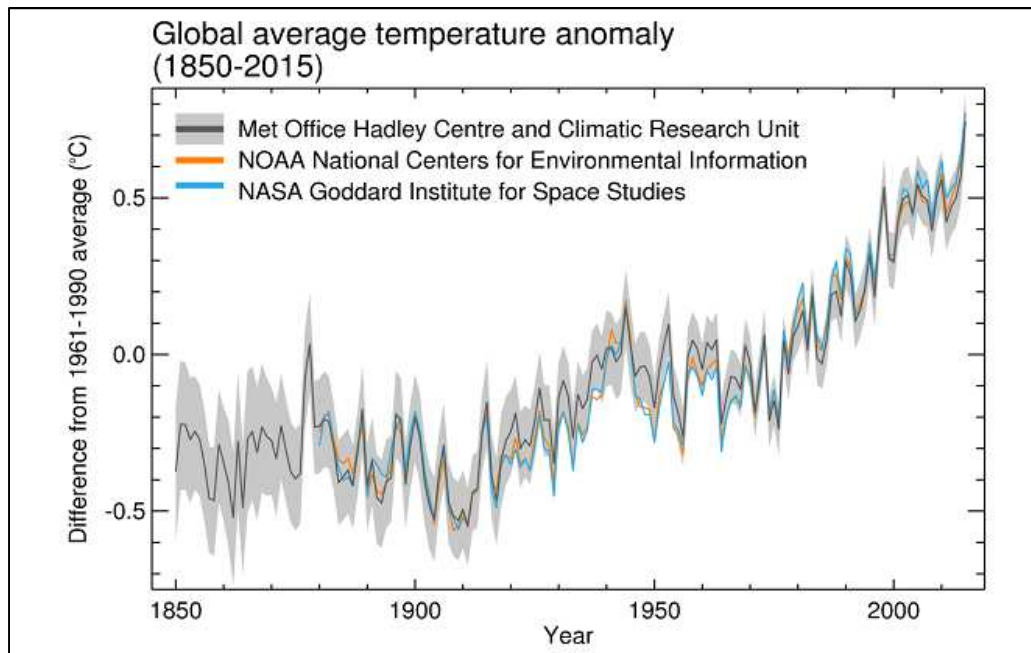 Global average temperature anomaly
(1850-2015)
Met Office Hadley Centre and Climatic Research Unit
NOAA National Centers for Environmental Information
NASA Goddard Institute for Space Studies
Difference from 1961-1990 average (°C)
0.5
0.0
-0.5
1850
1900
1950
2000
Year